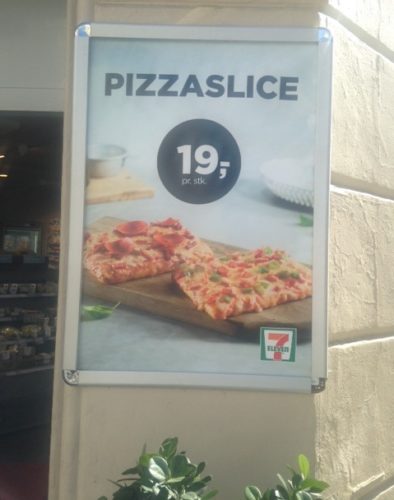 PIZZASLICE
19,-
pr. stk.
7
ELEVEN